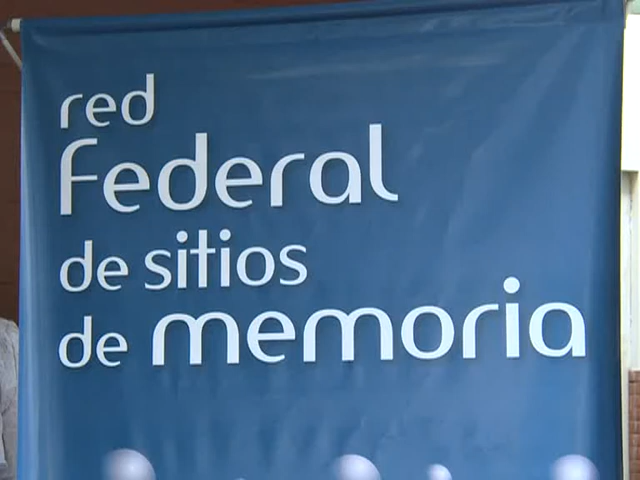 red
Federal
de sitios
de memoria